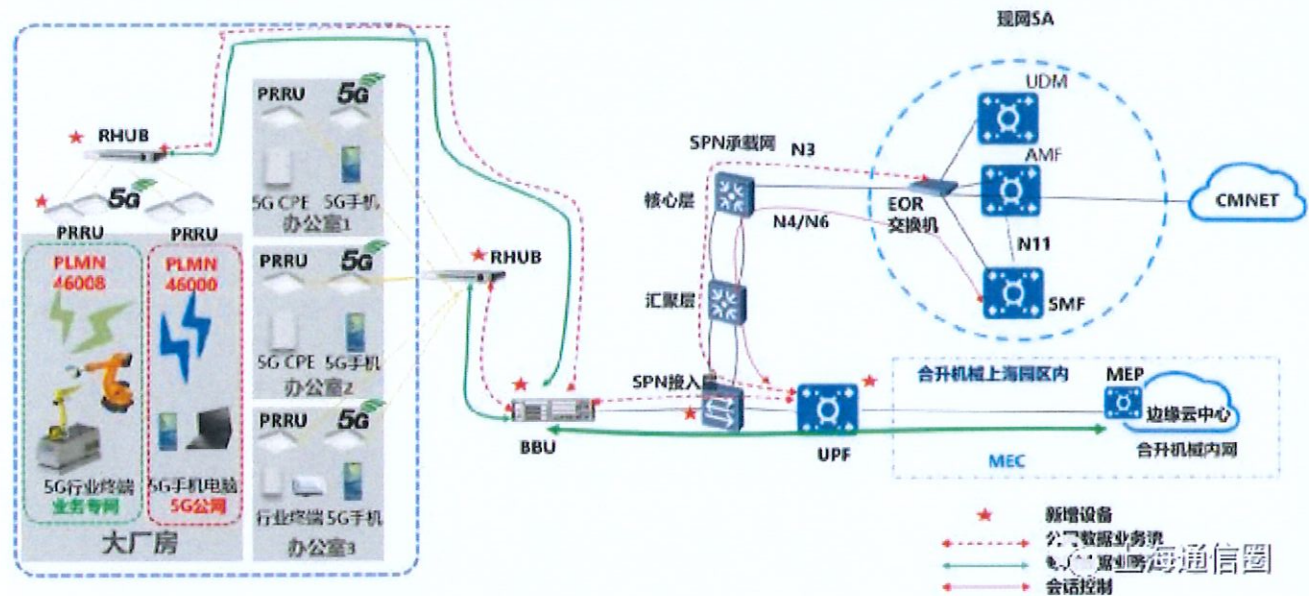 现网SA
UDM
AMF
EOR
交换机
N11
SMF
CMNET
SPN承载网
N3
核心层
N4/N6
汇聚层
SPN接入层
RHUB
5G
PRRU
PRRU
PLMN
46008
PLMN
46000
5G行业终端
业务专网
5G手机电脑
5G公网
大厂房
PRRU
5G
5G CPE
5G手机
办公室1
PRRU
5G
5G CPE
5G手机
办公室2
PRRU
5G
行业终端
5G手机
办公室3
RHUB
BBU
UPF
合升机械上海园区内
MEP
边缘云中心
合升机械内网
MEC
新增设备
数据业务流
会话控制
上海通信圈